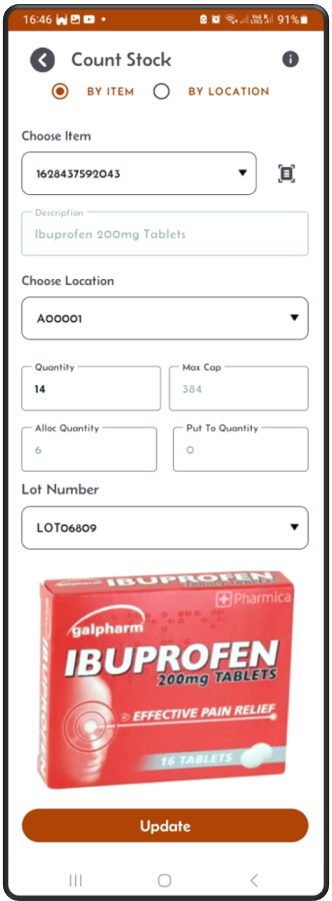 16:46 91%
Count Stock
BY ITEM BY LOCATION
Choose Item
1628437592043
Description
Ibuprofen 200mg Tablets
Choose Location
A00001
Quantity Max Cap
14 384
Alloc Quantity Put To Quantity
6 0
Lot Number
LOT06809
IBUPROFEN
Pharmica
galpharm
IBUPROFEN
200mg TABLETS
EFFECTIVE PAIN RELIEF
16 TABLETS
IBUPROFEN
Update